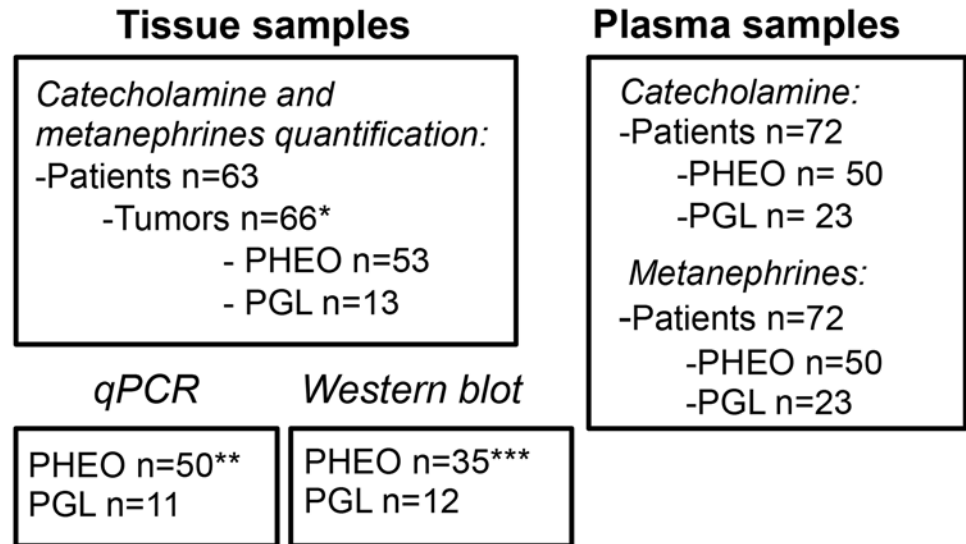 Tissue samples
Catecholamine and
metanephrines quantification:
-Patients n=63
-Tumors n=66*
- PHEO n=53
- PGL n=13
qPCR
PHEO n=50**
PGL n=11
Western blot
PHEO n=35***
PGL n=12
Plasma samples
Catecholamine:
-Patients n=72
-PHEO n= 50
-PGL n= 23
Metanephrines:
-Patients n=72
-PHEO n=50
-PGL n=23